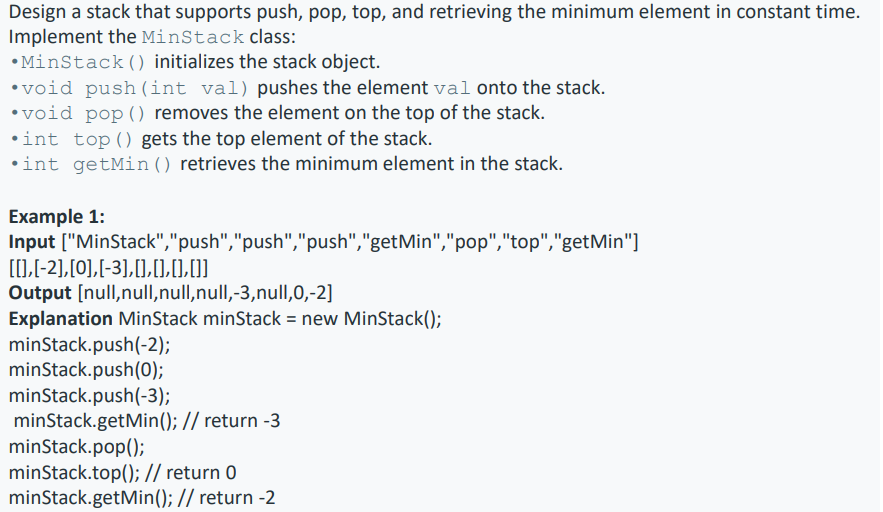 Design a stack that supports push, pop, top, and retrieving the minimum element in constant time.
Implement the MinStack class:
•MinStack() initializes the stack object.
•void push(int val) pushes the element val onto the stack.
•void pop() removes the element on the top of the stack.
•int top() gets the top element of the stack.
•int getMin() retrieves the minimum element in the stack.
Example 1:
Input ["MinStack","push","push","push","getMin","pop","top","getMin"]
[[],[-2],[0],[-3],[],[],[],[]]
Output [null,null,null,null,-3,null,0,-2]
Explanation MinStack minStack = new MinStack();
minStack.push(-2);
minStack.push(0);
minStack.push(-3);
minStack.getMin(); // return -3
minStack.pop();
minStack.top(); // return 0
minStack.getMin(); // return -2